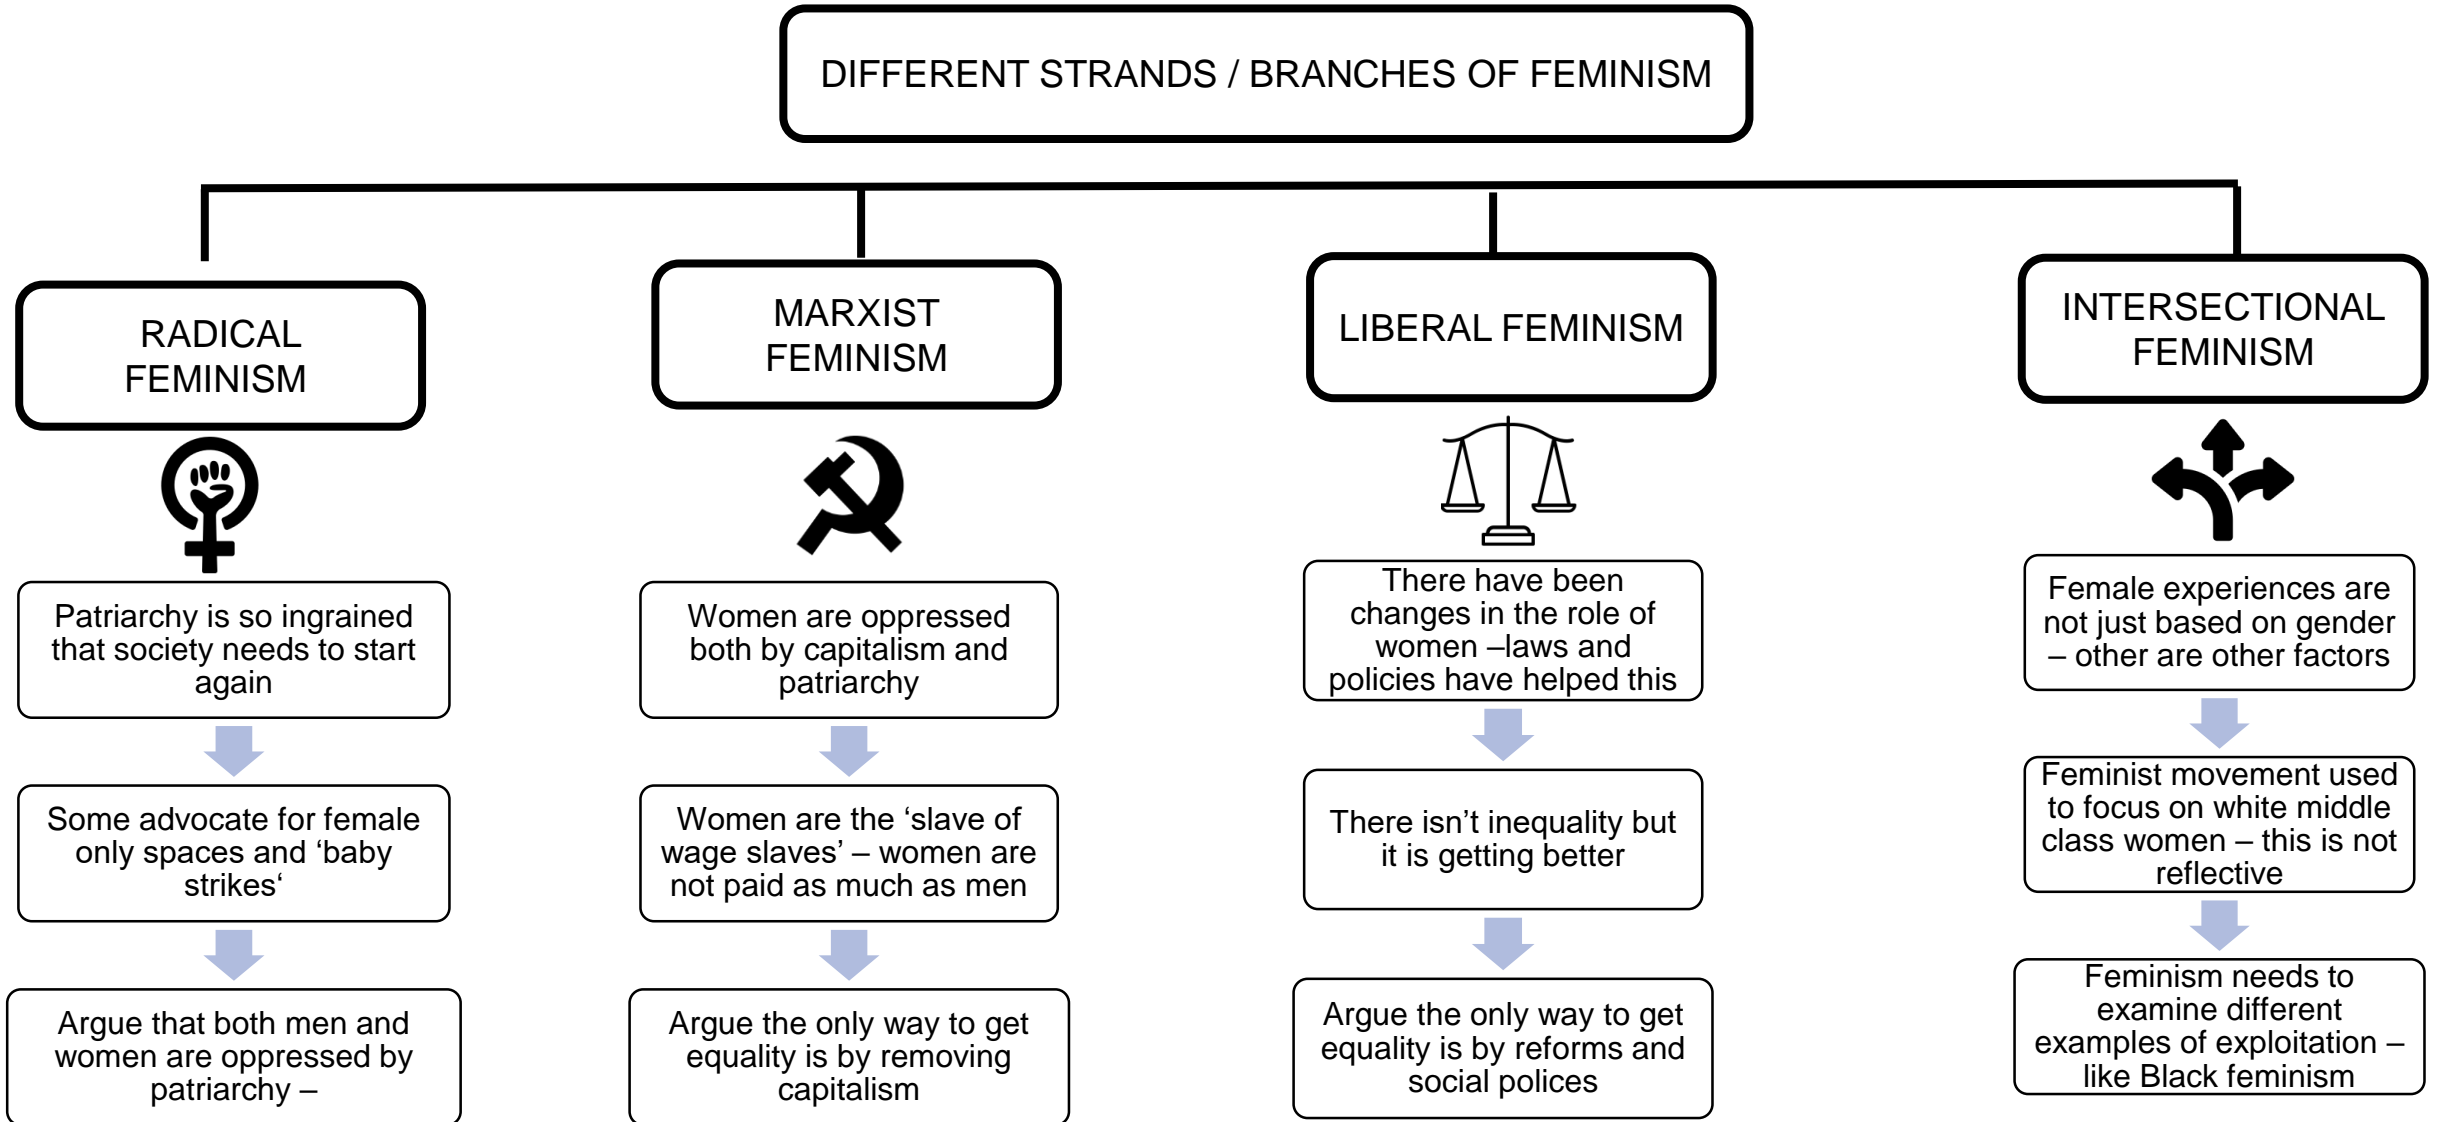 DIFFERENT STRANDS / BRANCHES OF FEMINISM
RADICAL
FEMINISM
Patriarchy is so ingrained
that society needs to start
again
Some advocate for female
only spaces and ‘baby
strikes‘
Argue that both men and
women are oppressed by
patriarchy –
MARXIST
FEMINISM
Women are oppressed
both by capitalism and
patriarchy
Women are the ‘slave of
wage slaves’ – women are
not paid as much as men
Argue the only way to get
equality is by removing
capitalism
LIBERAL FEMINISM
There have been
changes in the role of
women –laws and
policies have helped this
There isn’t inequality but
it is getting better
Argue the only way to get
equality is by reforms and
social polices
INTERSECTIONAL
FEMINISM
Female experiences are
not just based on gender
– other are other factors
Feminist movement used
to focus on white middle
class women – this is not
reflective
Feminism needs to
examine different
examples of exploitation –
like Black feminism